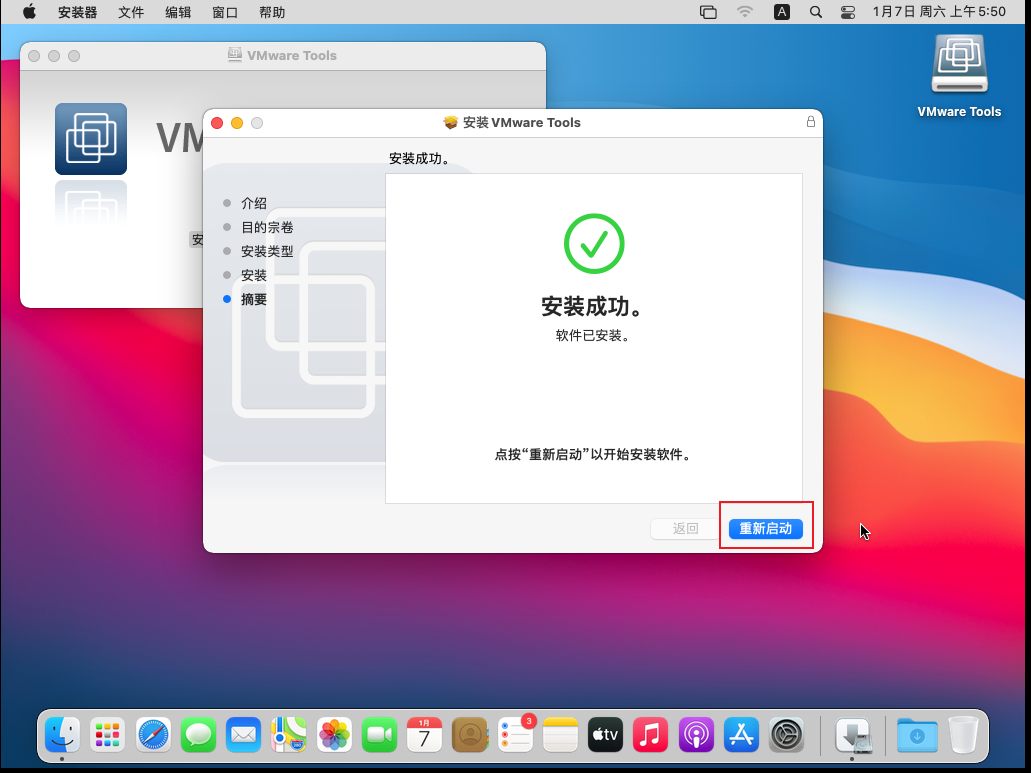 安装器 文件 编辑 窗口 帮助 A 1月7日 周六 上午5:50
VMware Tools
VMware Tools
安装 VMware Tools
安装成功。
介绍
目的宗卷
安装类型
安装
摘要
安装成功。
软件已安装。
点按“重新启动”以开始安装软件。
返回 重新启动
VM
安
1月
7
3
280
tv